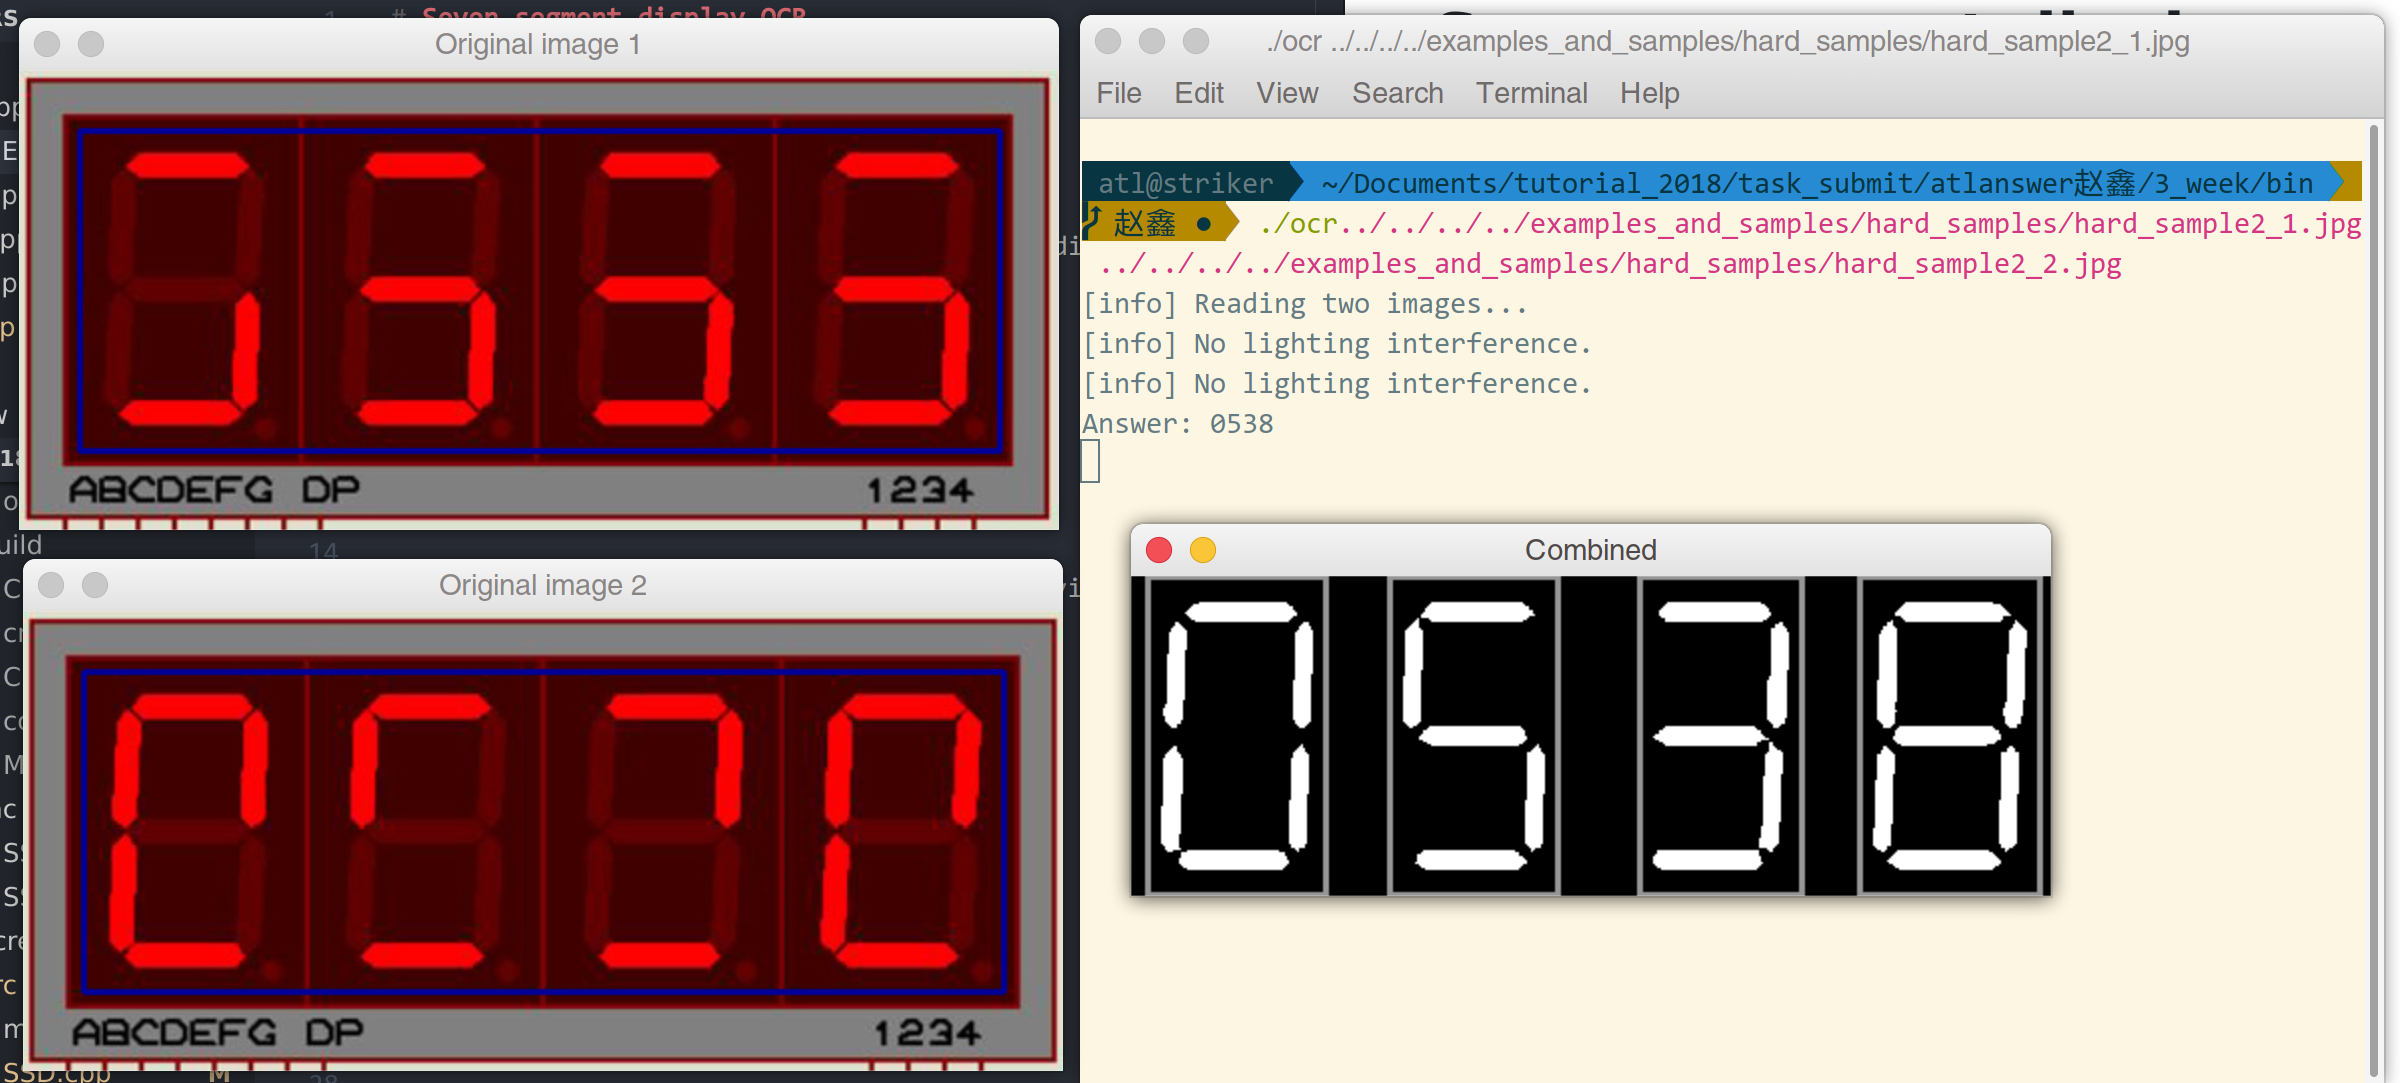 # Seven segment display OCR
Original image 1
ABCDEFG DP
1234
14
Original image 2
ABCDEFG DP
1234
SSD.cpp M
28
./ocr ../../../../examples_and_samples/hard_samples/hard_sample2_1.jpg
File Edit View Search Terminal Help
atl@striker ~/Documents/tutorial_2018/task_submit/atlanswer赵鑫/3_week/bin
赵鑫 ● ./ocr../../../../examples_and_samples/hard_samples/hard_sample2_1.jpg
../../../../examples_and_samples/hard_samples/hard_sample2_2.jpg
[info] Reading two images...
[info] No lighting interference.
[info] No lighting interference.
Answer: 0538
Combined
0538